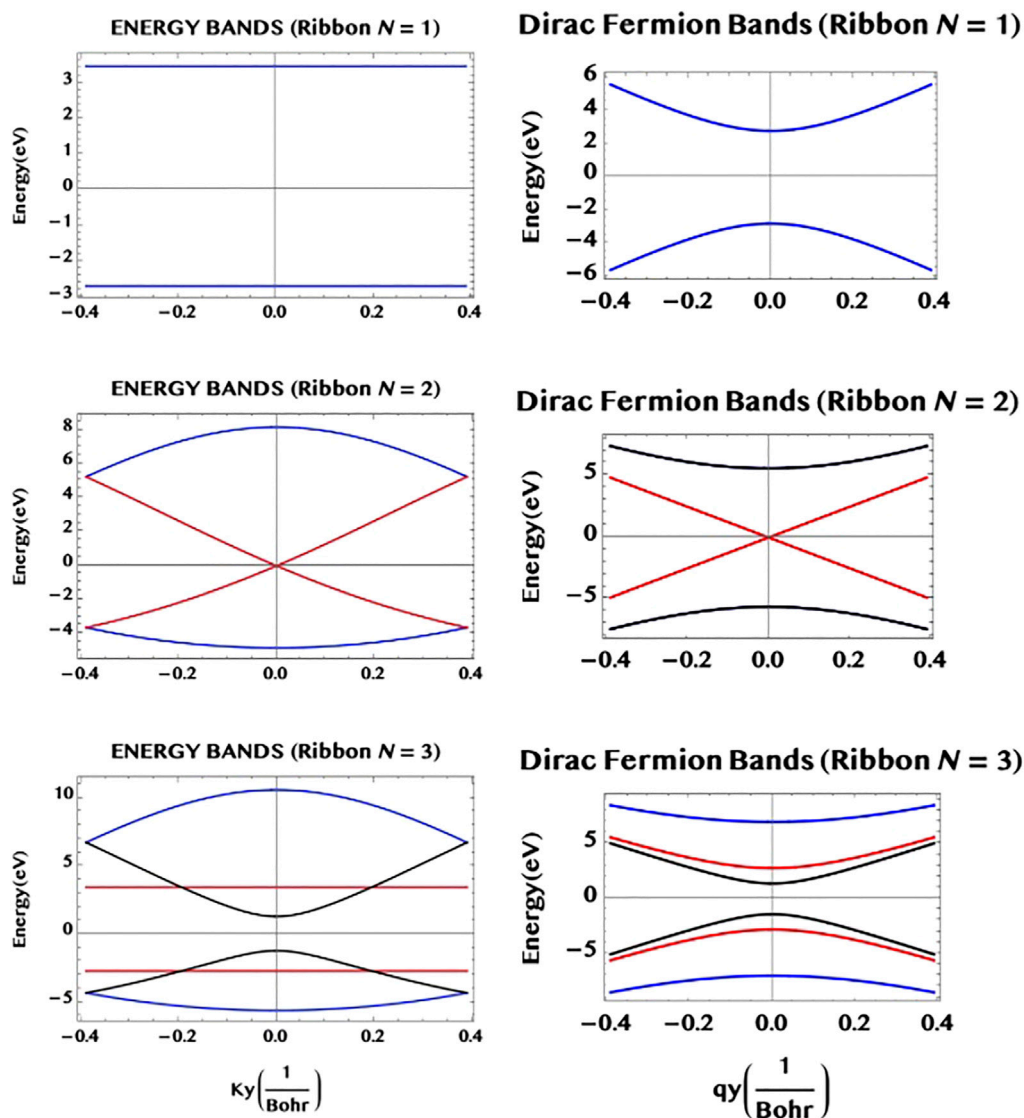 ENERGY BANDS (Ribbon N = 1)
Energy(eV)
3
2
1
0
−1
−2
−3
−0.4 −0.2 0.0 0.2 0.4
Dirac Fermion Bands (Ribbon N = 1)
Energy(eV)
6
4
2
0
−2
−4
−6
−0.4 −0.2 0.0 0.2 0.4
ENERGY BANDS (Ribbon N = 2)
Energy(eV)
8
6
4
2
0
−2
−4
−0.4 −0.2 0.0 0.2 0.4
Dirac Fermion Bands (Ribbon N = 2)
Energy(eV)
5
0
−5
−0.4 −0.2 0.0 0.2 0.4
ENERGY BANDS (Ribbon N = 3)
Energy(eV)
10
5
0
−5
−0.4 −0.2 0.0 0.2 0.4
Ky(1/Bohr)
Dirac Fermion Bands (Ribbon N = 3)
Energy(eV)
5
0
−5
−0.4 −0.2 0.0 0.2 0.4
qy(1/Bohr)